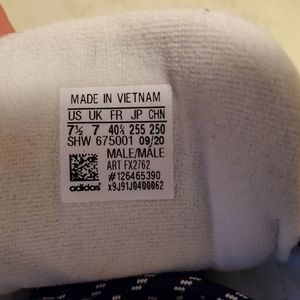 MADE IN VIETNAM
US UK FR JP CHN
7½ 7 40⅔ 255 250
SHW 675001 09/20
MALE/MALE
ART FX2762
#126465390
adidas x9J91J0400062